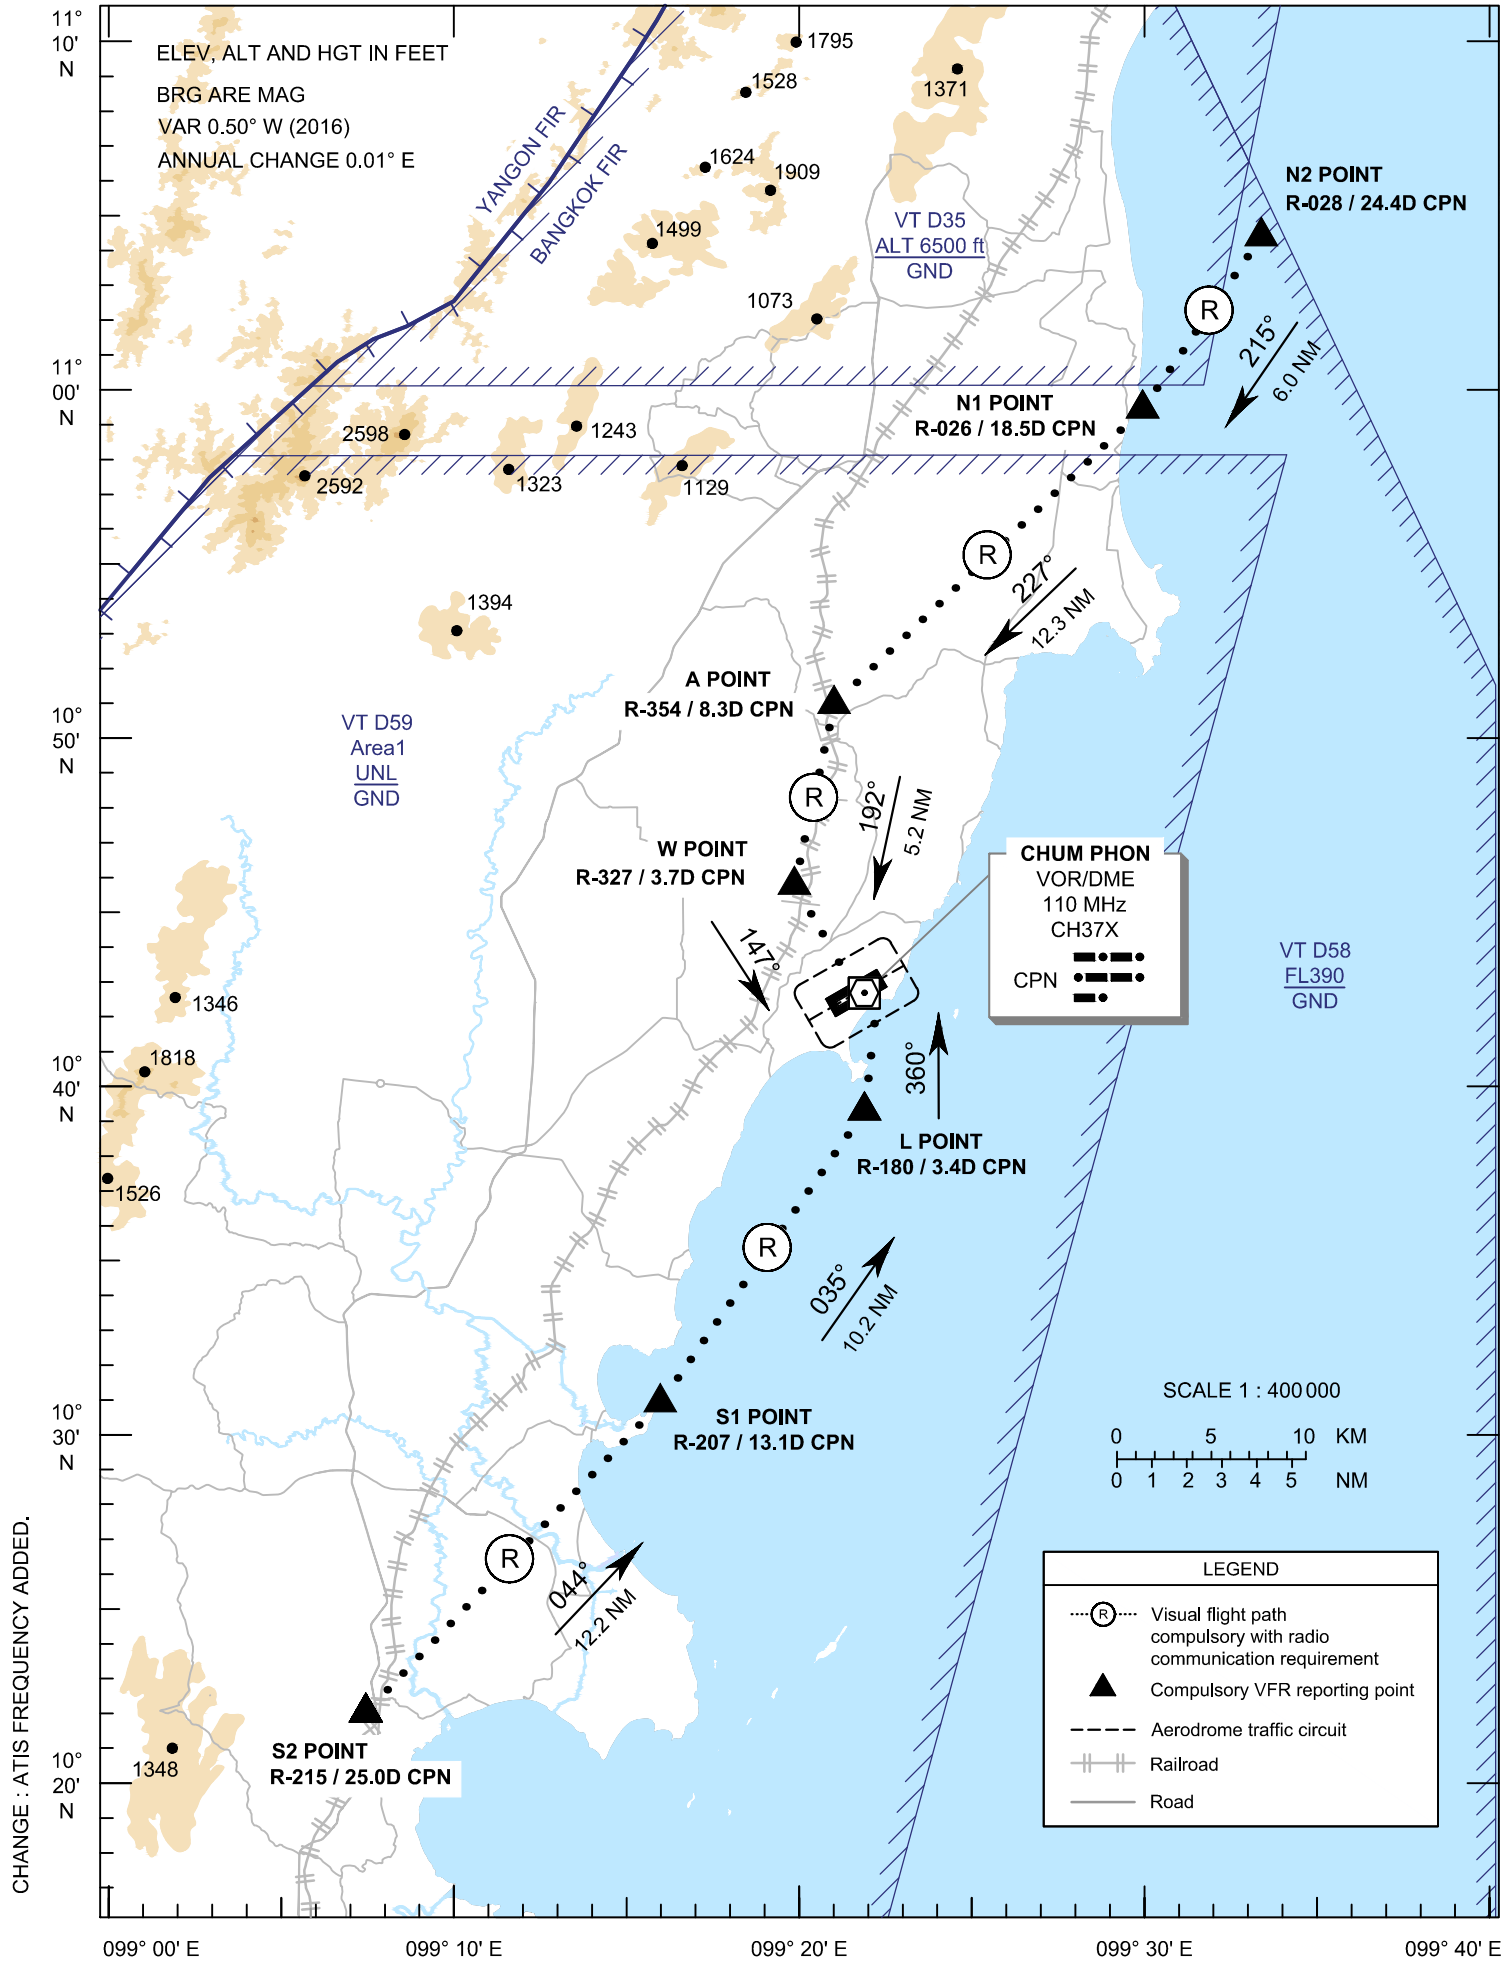 11°
10'
N
ELEV, ALT AND HGT IN FEET
BRG ARE MAG
VAR 0.50° W (2016)
ANNUAL CHANGE 0.01° E
YANGON FIR
BANGKOK FIR
1795
1528
1371
1624
1909
1499
1073
VT D35
ALT 6500 ft
GND
N2 POINT
R-028 / 24.4D CPN
R
215°
6.0 NM
11°
00'
N
N1 POINT
R-026 / 18.5D CPN
2598
2592
1243
1323
1129
R
227°
12.3 NM
1394
A POINT
R-354 / 8.3D CPN
10°
50'
N
VT D59
Area1
UNL
GND
R
192°
5.2 NM
W POINT
R-327 / 3.7D CPN
147°
CHUM PHON
VOR/DME
110 MHz
CH37X
CPN
VT D58
FL390
GND
1346
1818
10°
40'
N
360°
L POINT
R-180 / 3.4D CPN
1526
R
035°
10.2 NM
10°
30'
N
S1 POINT
R-207 / 13.1D CPN
SCALE 1 : 400 000
0 5 10 KM
0 1 2 3 4 5 NM
R
044°
12.2 NM
LEGEND
R
Visual flight path
compulsory with radio
communication requirement
Compulsory VFR reporting point
Aerodrome traffic circuit
Railroad
Road
S2 POINT
R-215 / 25.0D CPN
1348
10°
20'
N
CHANGE : ATIS FREQUENCY ADDED.
099° 00' E
099° 10' E
099° 20' E
099° 30' E
099° 40' E